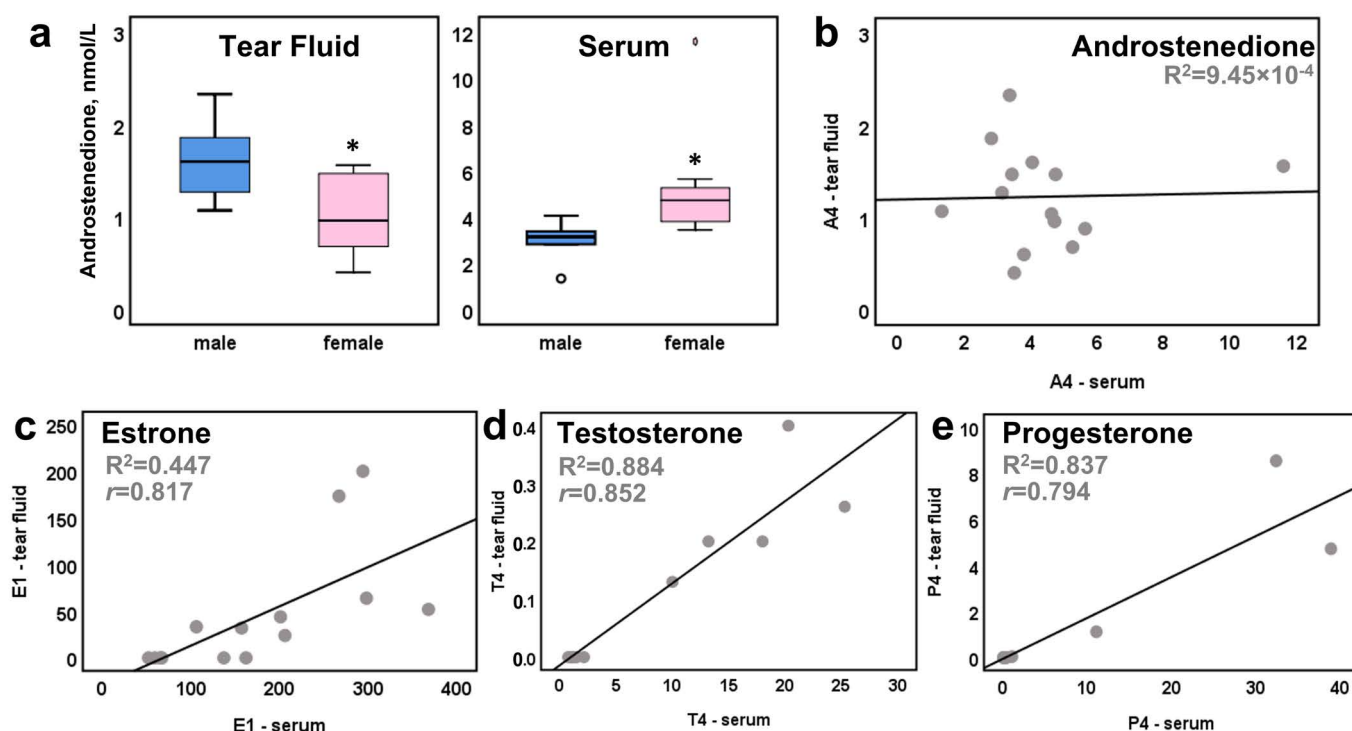 a
Androstenedione, nmol/L
Tear Fluid
3
2
1
0
male
female
*
Serum
12
10
8
6
4
2
0
male
female
*
b
Androstenedione
R²=9.45×10⁻⁴
A4 - tear fluid
3
2
1
0
0 2 4 6 8 10 12
A4 - serum
c
Estrone
R²=0.447
r=0.817
E1 - tear fluid
250
200
150
100
50
0
0 100 200 300 400
E1 - serum
d
Testosterone
R²=0.884
r=0.852
T4 - tear fluid
0.4
0.3
0.2
0.1
0.0
0 5 10 15 20 25 30
T4 - serum
e
Progesterone
R²=0.837
r=0.794
P4 - tear fluid
10
8
6
4
2
0
0 10 20 30 40
P4 - serum